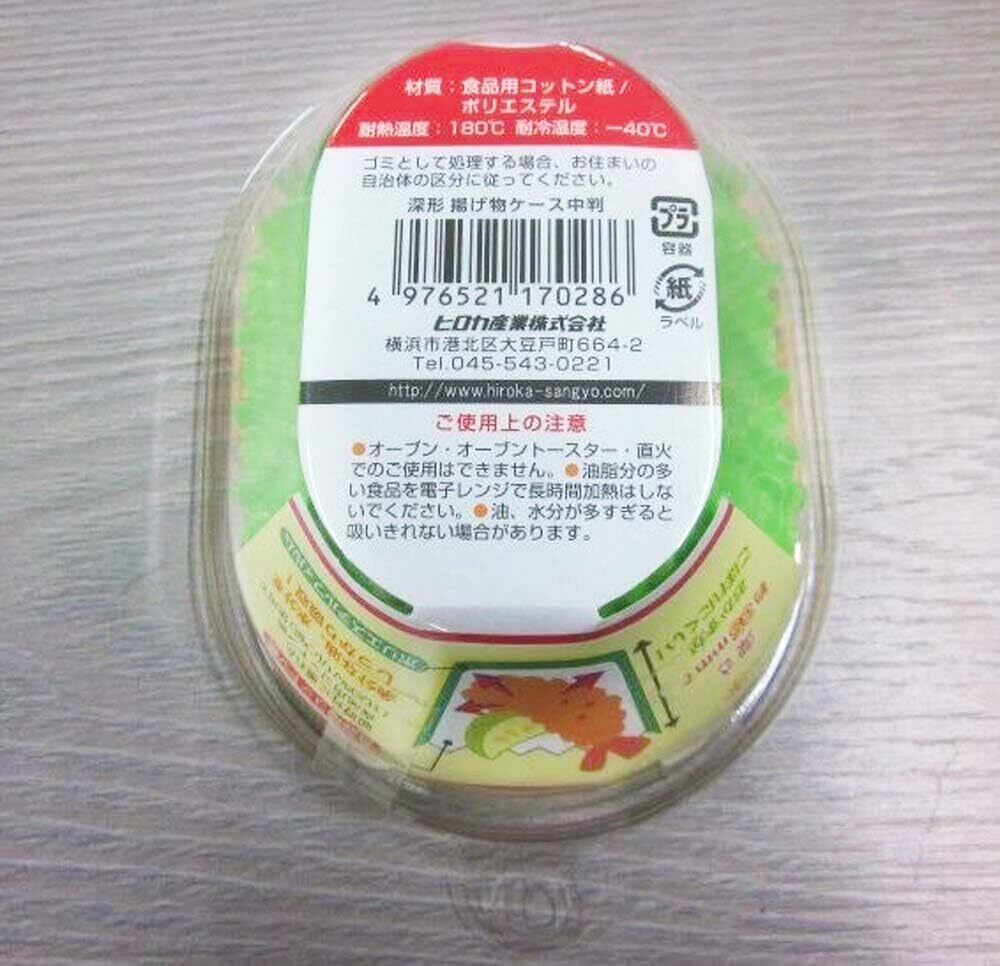 材質：食品用コットン紙/
ポリエステル
耐熱温度：180℃ 耐冷温度：－40℃
ゴミとして処理する場合、お住まいの
自治体の区分に従ってください。
深形 揚げ物ケース中判
プラ
容器
4 976521 170286
紙
ラベル
ヒロカ産業株式会社
横浜市港北区大豆戸町664-2
Tel.045-543-0221
http://www.hiroka-sangyo.com/
ご使用上の注意
●オーブン・オーブントースター・直火
でのご使用はできません。●油脂分の多
い食品を電子レンジで長時間加熱はしな
いでください。●油、水分が多すぎると
吸いきれない場合があります。